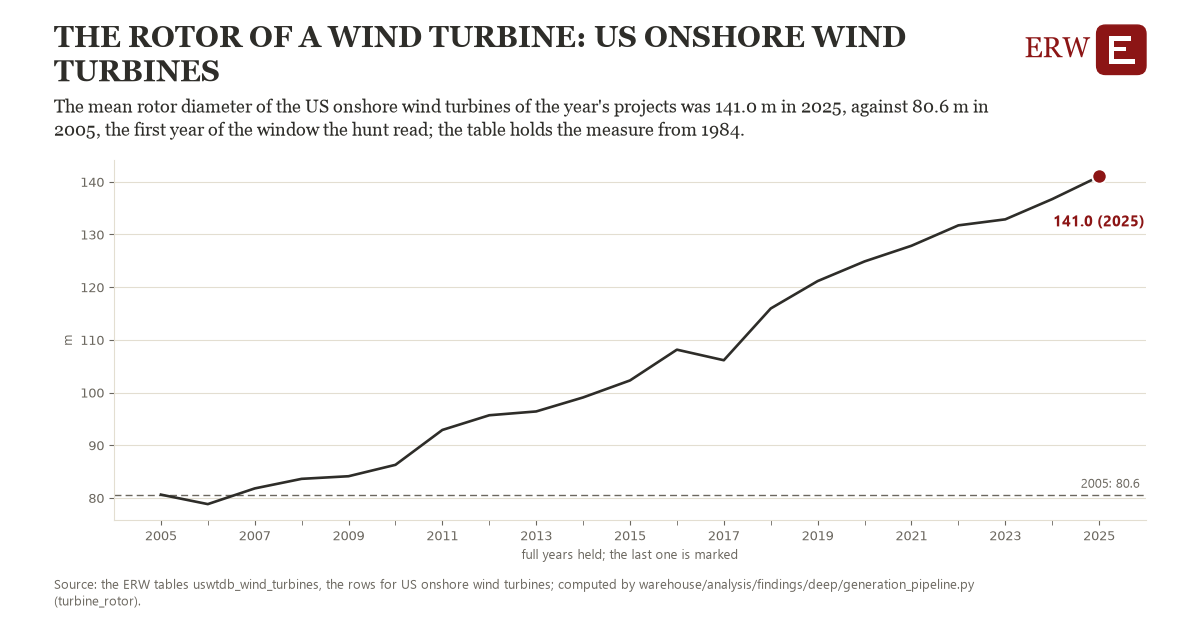 THE ROTOR OF A WIND TURBINE: US ONSHORE WIND
TURBINES
ERW E
The mean rotor diameter of the US onshore wind turbines of the year's projects was 141.0 m in 2025, against 80.6 m in
2005, the first year of the window the hunt read; the table holds the measure from 1984.
140
130
120
110
100
90
80
m
141.0 (2025)
2005: 80.6
2005 2007 2009 2011 2013 2015 2017 2019 2021 2023 2025
full years held; the last one is marked
Source: the ERW tables uswtdb_wind_turbines, the rows for US onshore wind turbines; computed by warehouse/analysis/findings/deep/generation_pipeline.py
(turbine_rotor).